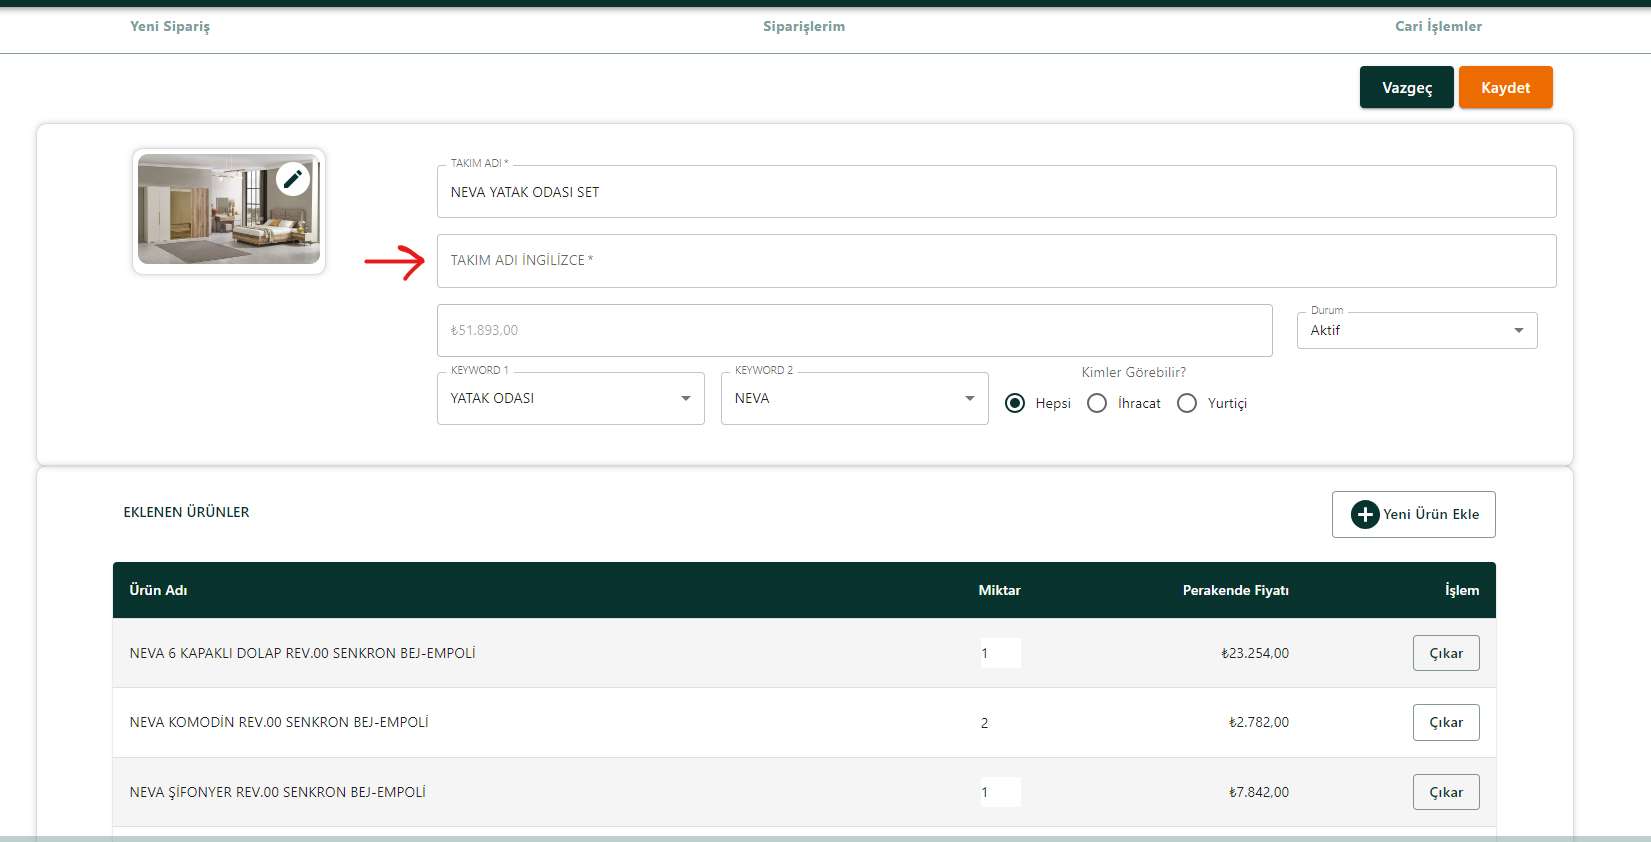 Yeni Sipariş
Siparişlerim
Cari İşlemler
Vazgeç
Kaydet
TAKIM ADI *
NEVA YATAK ODASI SET
TAKIM ADI İNGİLİZCE *
₺51.893,00
Durum
Aktif
KEYWORD 1
YATAK ODASI
KEYWORD 2
NEVA
Kimler Görebilir?
Hepsi
İhracat
Yurtiçi
EKLENEN ÜRÜNLER
Yeni Ürün Ekle
Ürün Adı Miktar Perakende Fiyatı İşlem
NEVA 6 KAPAKLI DOLAP REV.00 SENKRON BEJ-EMPOLİ 1 ₺23.254,00 Çıkar
NEVA KOMODİN REV.00 SENKRON BEJ-EMPOLİ 2 ₺2.782,00 Çıkar
NEVA ŞİFONYER REV.00 SENKRON BEJ-EMPOLİ 1 ₺7.842,00 Çıkar